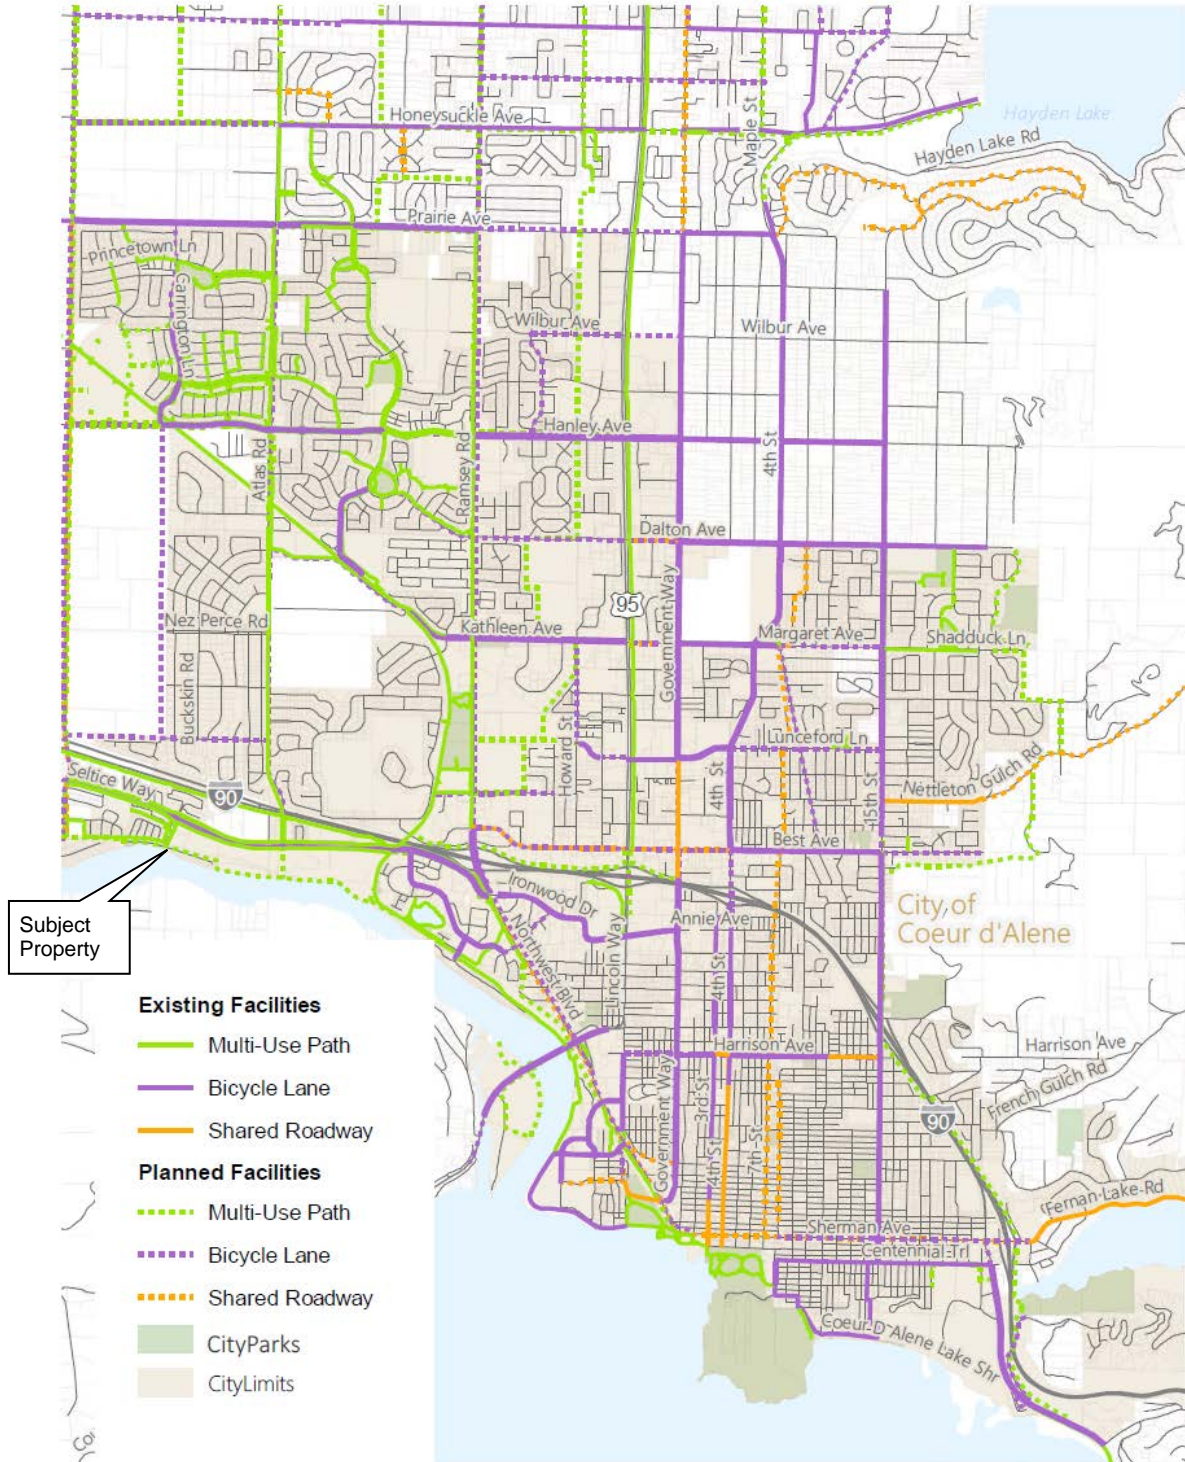 Hayden Lake
Honeysuckle Ave
Maple St
Hayden Lake Rd
Prairie Ave
Princetown Ln
Carrington Ln
Wilbur Ave
Wilbur Ave
Hanley Ave
4th St
Atlas Rd
Ramsey Rd
Dalton Ave
95
Government Way
Nez Perce Rd
Kathleen Ave
Margaret Ave
Shadduck Ln
Buckskin Rd
Howard St
Lunceford Ln
Seltice Way
90
4th St
15th St
Nettleton Gulch Rd
Best Ave
Subject
Property
Ironwood Dr
Annie Ave
City of
Coeur d'Alene
Northwest Blvd
Lincoln Way
4th St
Existing Facilities
Multi-Use Path
Bicycle Lane
Shared Roadway
Planned Facilities
Multi-Use Path
Bicycle Lane
Shared Roadway
CityParks
CityLimits
Harrison Ave
Harrison Ave
French Gulch Rd
Government Way
3rd St
4th St
7th St
90
Fernan Lake Rd
Sherman Ave
Centennial Trl
Coeur D'Alene Lake Shr